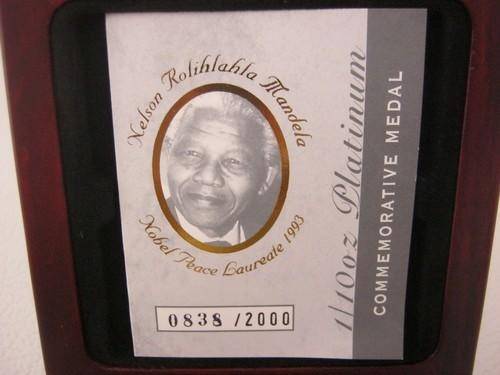 Nelson Rolihlahla Mandela
Nobel Peace Laureate 1993
0838 /2000
1/10oz Platinum
COMMEMORATIVE MEDAL